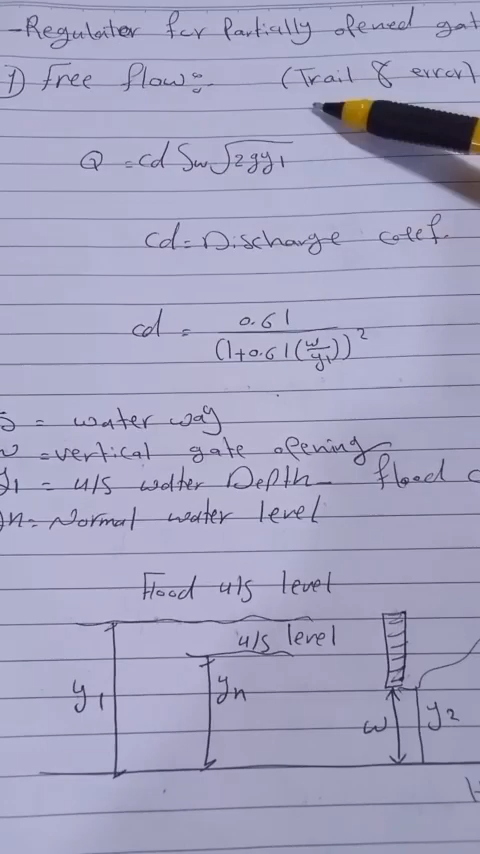 -Regulator for Partially opened gat
1) Free flow:- (Trail & error)
Q = Cd Sw√2gy1
Cd = Discharge coeef.
cd = 0.61 / (1+0.61(w/y1))²
S = water way
w = vertical gate opening
y1 = u/s water Depth - flood
yn = Normal water level
Flood u/s level
u/s level
y1 yn w y2